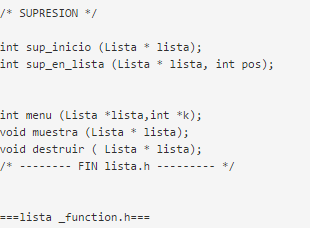 /* SUPRESION */
int sup_inicio (Lista * lista);
int sup_en_lista (Lista * lista, int pos);
int menu (Lista *lista,int *k);
void muestra (Lista * lista);
void destruir ( Lista * lista);
/* -------- FIN lista.h --------- */
===lista _function.h===